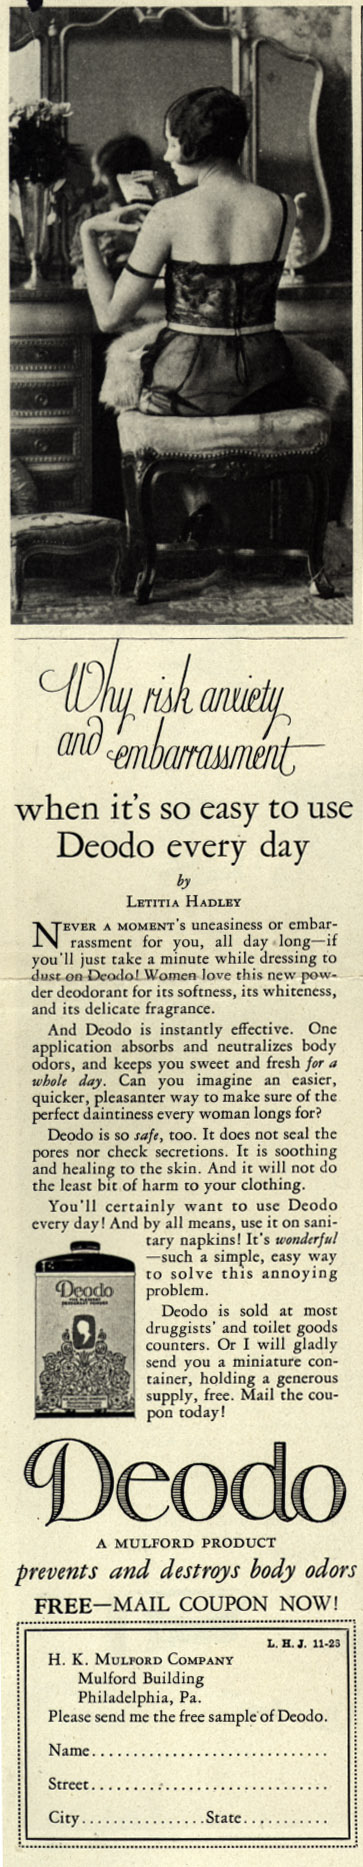 Why risk anxiety
and embarrassment
when it's so easy to use
Deodo every day
by
LETITIA HADLEY
NEVER A MOMENT'S uneasiness or embar-
rassment for you, all day long—if
you'll just take a minute while dressing to
dust on Deodo! Women love this new pow-
der deodorant for its softness, its whiteness,
and its delicate fragrance.
And Deodo is instantly effective. One
application absorbs and neutralizes body
odors, and keeps you sweet and fresh for a
whole day. Can you imagine an easier,
quicker, pleasanter way to make sure of the
perfect daintiness every woman longs for?
Deodo is so safe, too. It does not seal the
pores nor check secretions. It is soothing
and healing to the skin. And it will not do
the least bit of harm to your clothing.
You'll certainly want to use Deodo
every day! And by all means, use it on sani-
tary napkins! It's wonderful
—such a simple, easy way
to solve this annoying
problem.
Deodo is sold at most
druggists' and toilet goods
counters. Or I will gladly
send you a miniature con-
tainer, holding a generous
supply, free. Mail the cou-
pon today!
Deodo
Deodo
A MULFORD PRODUCT
prevents and destroys body odors
FREE—MAIL COUPON NOW!
L. H. J. 11-23
H. K. MULFORD COMPANY
Mulford Building
Philadelphia, Pa.
Please send me the free sample of Deodo.
Name..............................
Street..............................
City................State...........